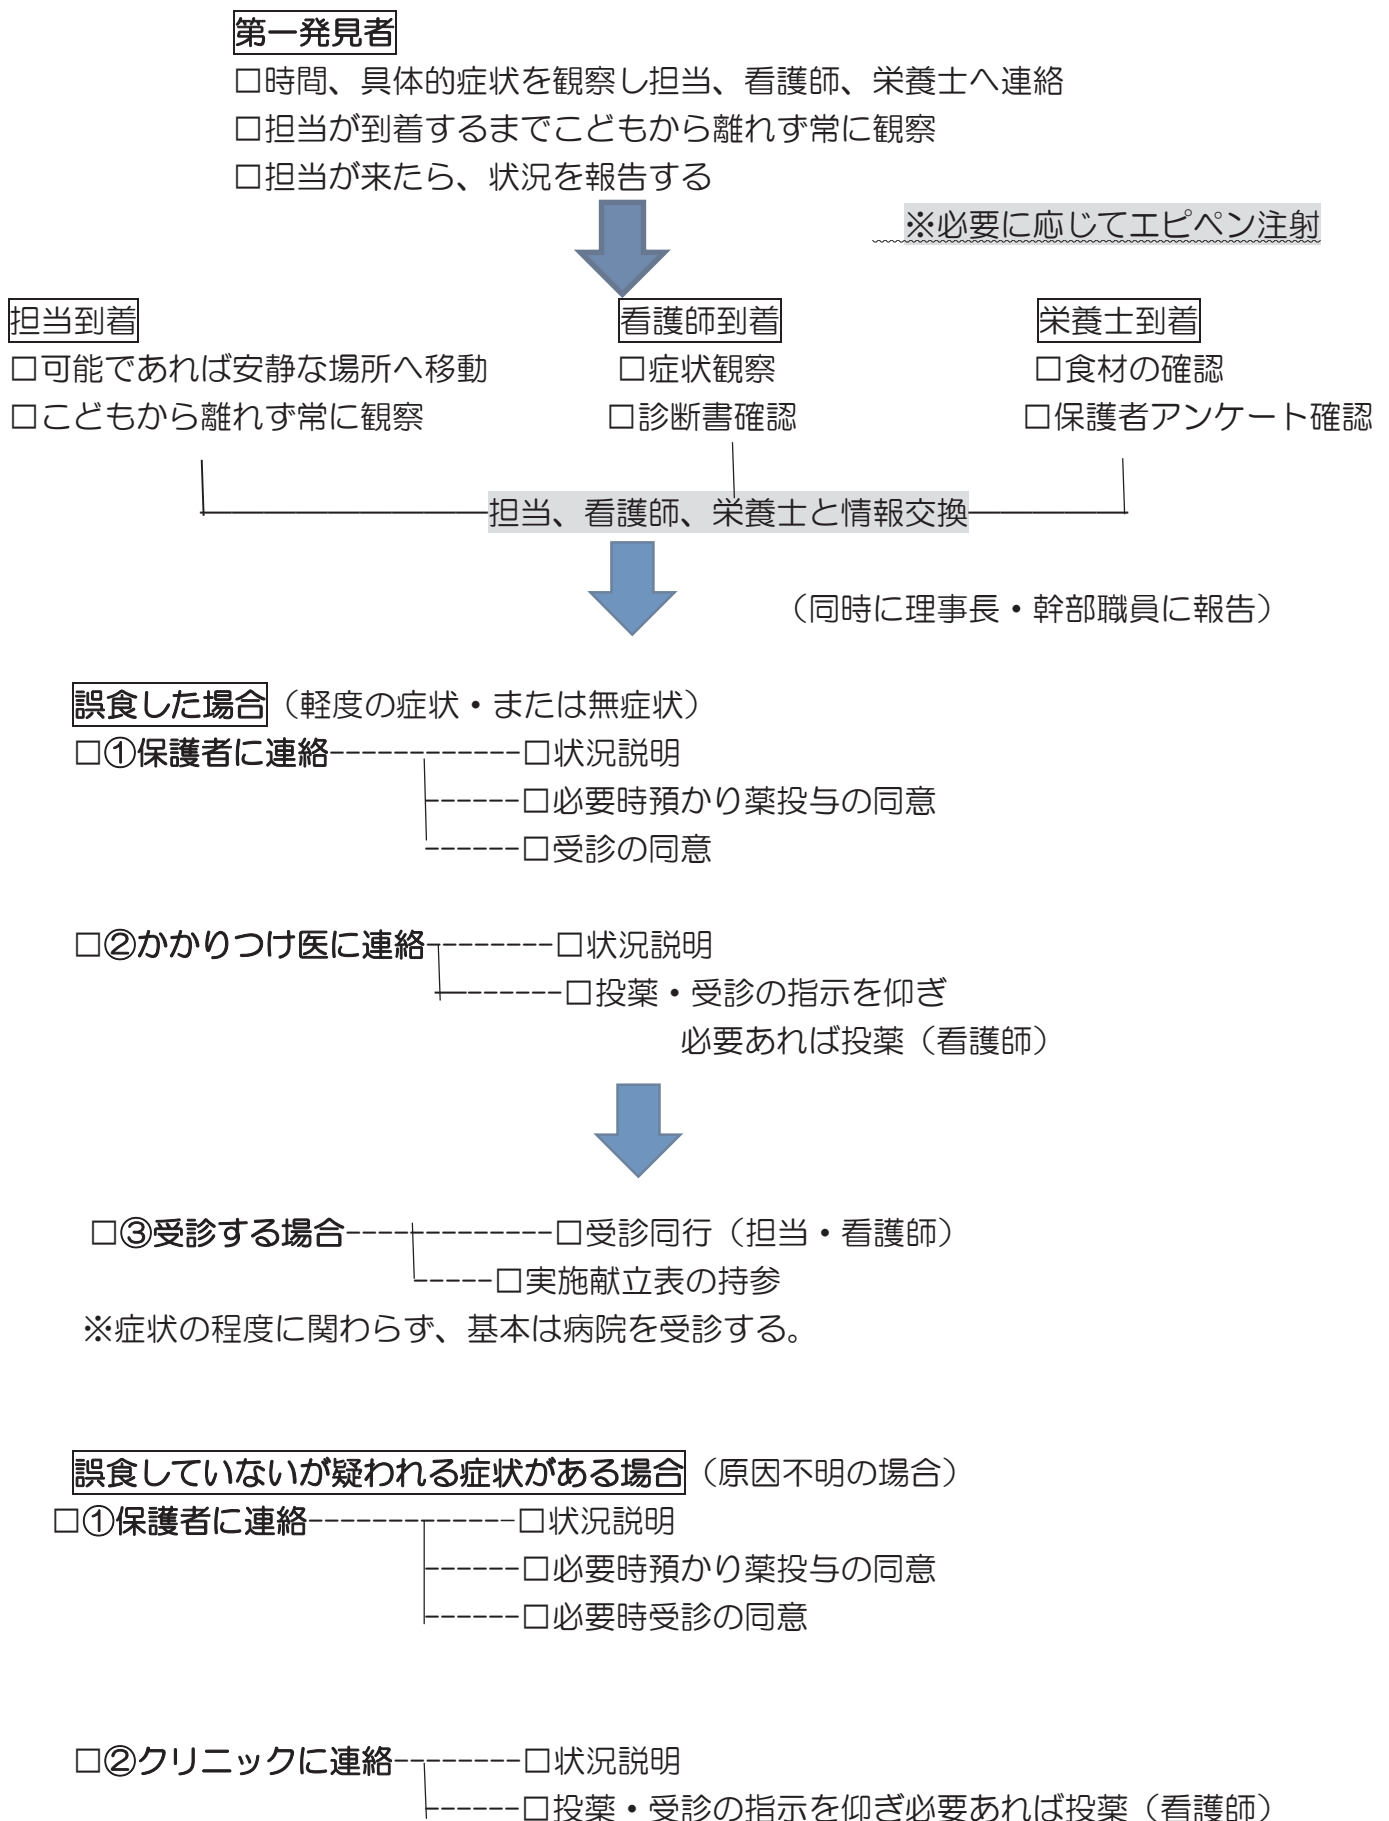 第一発見者
□時間、具体的症状を観察し担当、看護師、栄養士へ連絡
□担当が到着するまでこどもから離れず常に観察
□担当が来たら、状況を報告する
※必要に応じてエピペン注射
担当到着 看護師到着 栄養士到着
□可能であれば安静な場所へ移動 □症状観察 □食材の確認
□こどもから離れず常に観察 □診断書確認 □保護者アンケート確認
担当、看護師、栄養士と情報交換
（同時に理事長・幹部職員に報告）
誤食した場合（軽度の症状・または無症状）
□①保護者に連絡------------□状況説明
------□必要時預かり薬投与の同意
------□受診の同意
□②かかりつけ医に連絡--------□状況説明
--------□投薬・受診の指示を仰ぎ
必要あれば投薬（看護師）
□③受診する場合-------------□受診同行（担当・看護師）
-----□実施献立表の持参
※症状の程度に関わらず、基本は病院を受診する。
誤食していないが疑われる症状がある場合（原因不明の場合）
□①保護者に連絡-------------□状況説明
------□必要時預かり薬投与の同意
------□必要時受診の同意
□②クリニックに連絡--------□状況説明
------□投薬・受診の指示を仰ぎ必要あれば投薬（看護師）